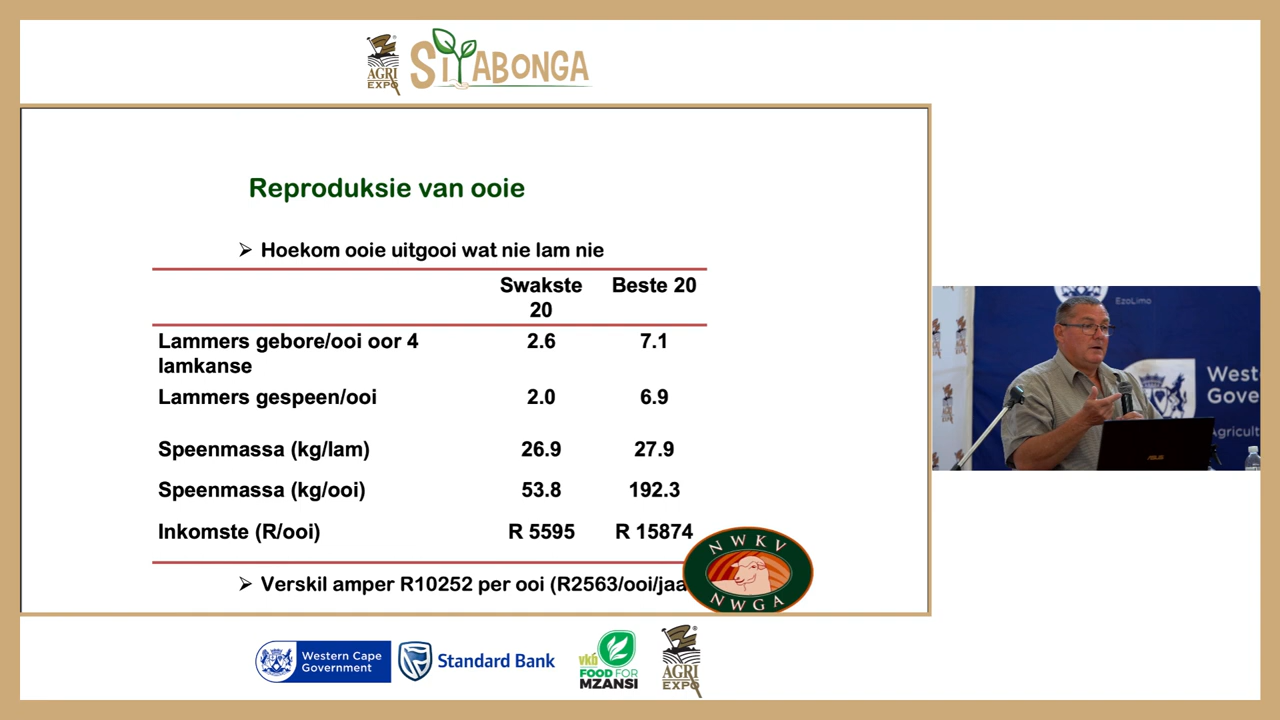 AGRI
EXPO
SIYABONGA
Reproduksie van ooie
➢ Hoekom ooie uitgooi wat nie lam nie
Swakste 20 Beste 20
Lammers gebore/ooi oor 4 lamkanse 2.6 7.1
Lammers gespeen/ooi 2.0 6.9
Speenmassa (kg/lam) 26.9 27.9
Speenmassa (kg/ooi) 53.8 192.3
Inkomste (R/ooi) R 5595 R 15874
➢ Verskil amper R10252 per ooi (R2563/ooi/jaa
NWKV
NWGA
EzoLimo
West
Gove
Agricult
ASUS
Western Cape
Government
Standard Bank
vkb
FOOD FOR
MZANSI
AGRI
EXPO